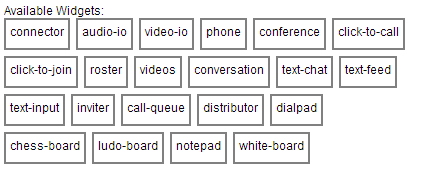 Available Widgets:
connector audio-io video-io phone conference click-to-call
click-to-join roster videos conversation text-chat text-feed
text-input inviter call-queue distributor dialpad
chess-board ludo-board notepad white-board